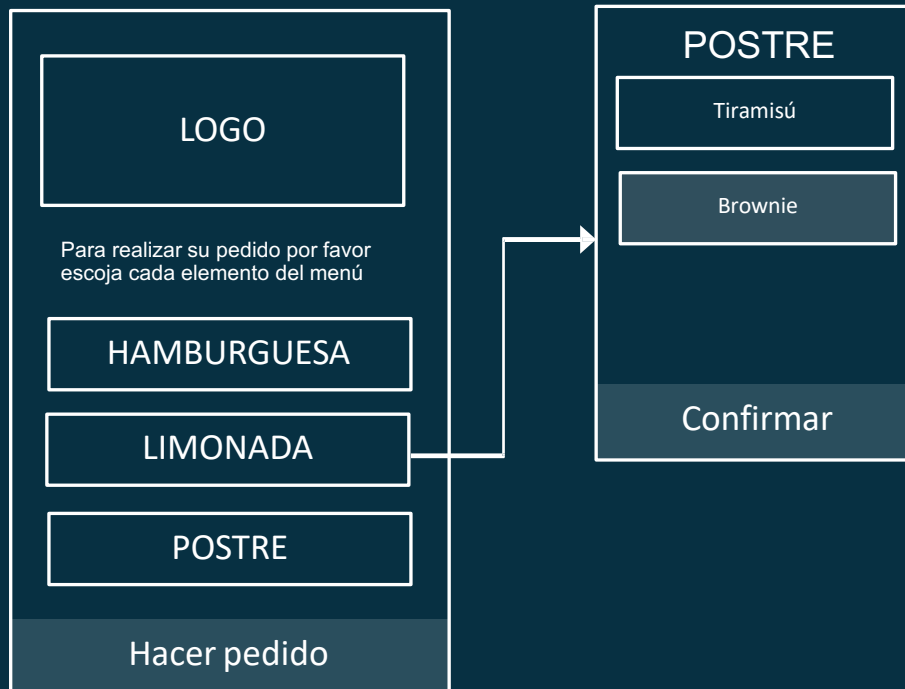 LOGO
Para realizar su pedido por favor
escoja cada elemento del menú
HAMBURGUESA
LIMONADA
POSTRE
Hacer pedido
POSTRE
Tiramisú
Brownie
Confirmar